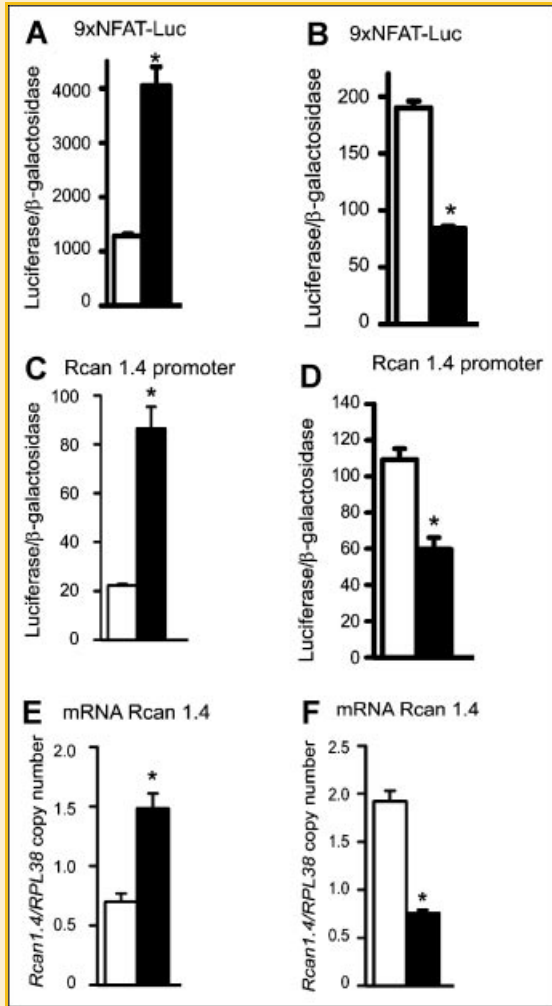 A
9xNFAT-Luc
Luciferase/β-galactosidase
4000
3000
2000
1000
0
*
B
9xNFAT-Luc
Luciferase/β-galactosidase
200
150
100
50
0
*
C
Rcan 1.4 promoter
Luciferase/β-galactosidase
100
80
60
40
20
0
*
D
Rcan 1.4 promoter
Luciferase/β-galactosidase
140
120
100
80
60
40
20
0
*
E
mRNA Rcan 1.4
Rcan1.4/RPL38 copy number
2.0
1.5
1.0
0.5
0
*
F
mRNA Rcan 1.4
Rcan1.4/RPL38 copy number
2.5
2.0
1.5
1.0
0.5
0
*